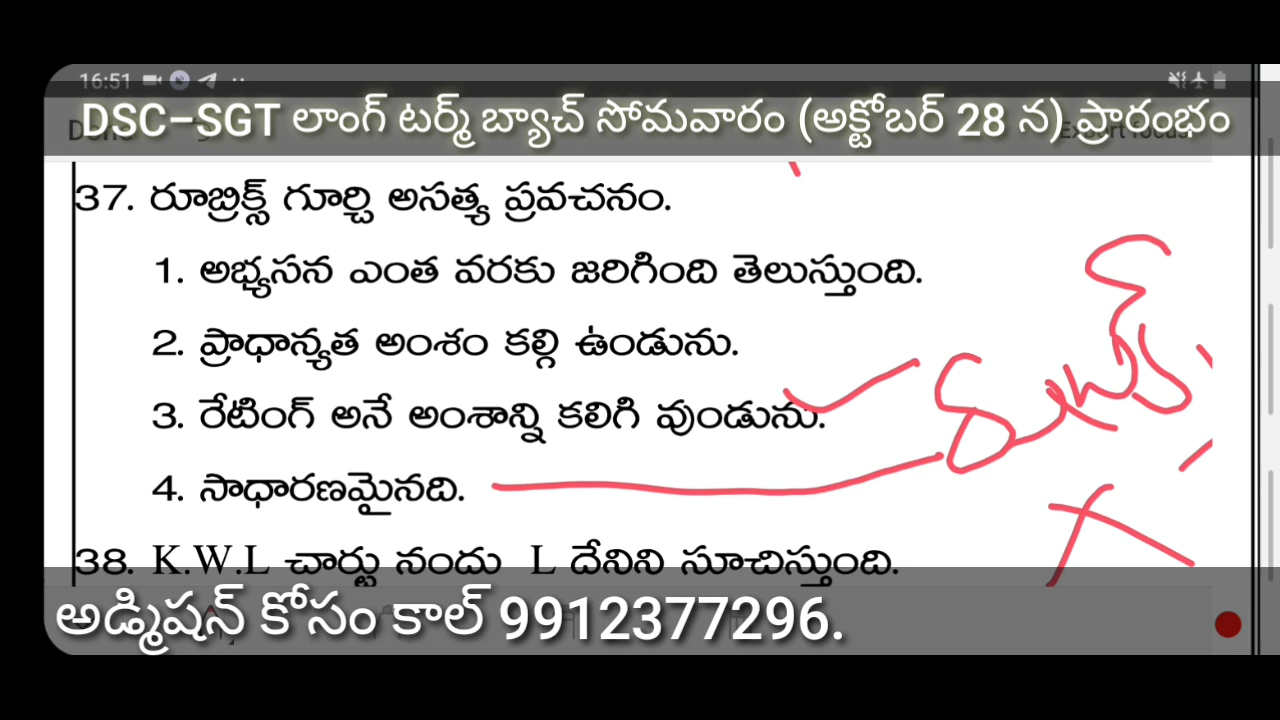 16:51
DSC-SGT లాంగ్ టర్మ్ బ్యాచ్ సోమవారం (అక్టోబర్ 28 న) ప్రారంభం
37. రూబ్రిక్స్ గూర్చి అసత్య ప్రవచనం.
1. అభ్యసన ఎంత వరకు జరిగింది తెలుస్తుంది.
2. ప్రాధాన్యత అంశం కల్గి ఉండును.
3. రేటింగ్ అనే అంశాన్ని కలిగి వుండును.
4. సాధారణమైనది.
38. K.W.L చార్టు నందు L దేనిని సూచిస్తుంది.
అడ్మిషన్ కోసం కాల్ 9912377296.